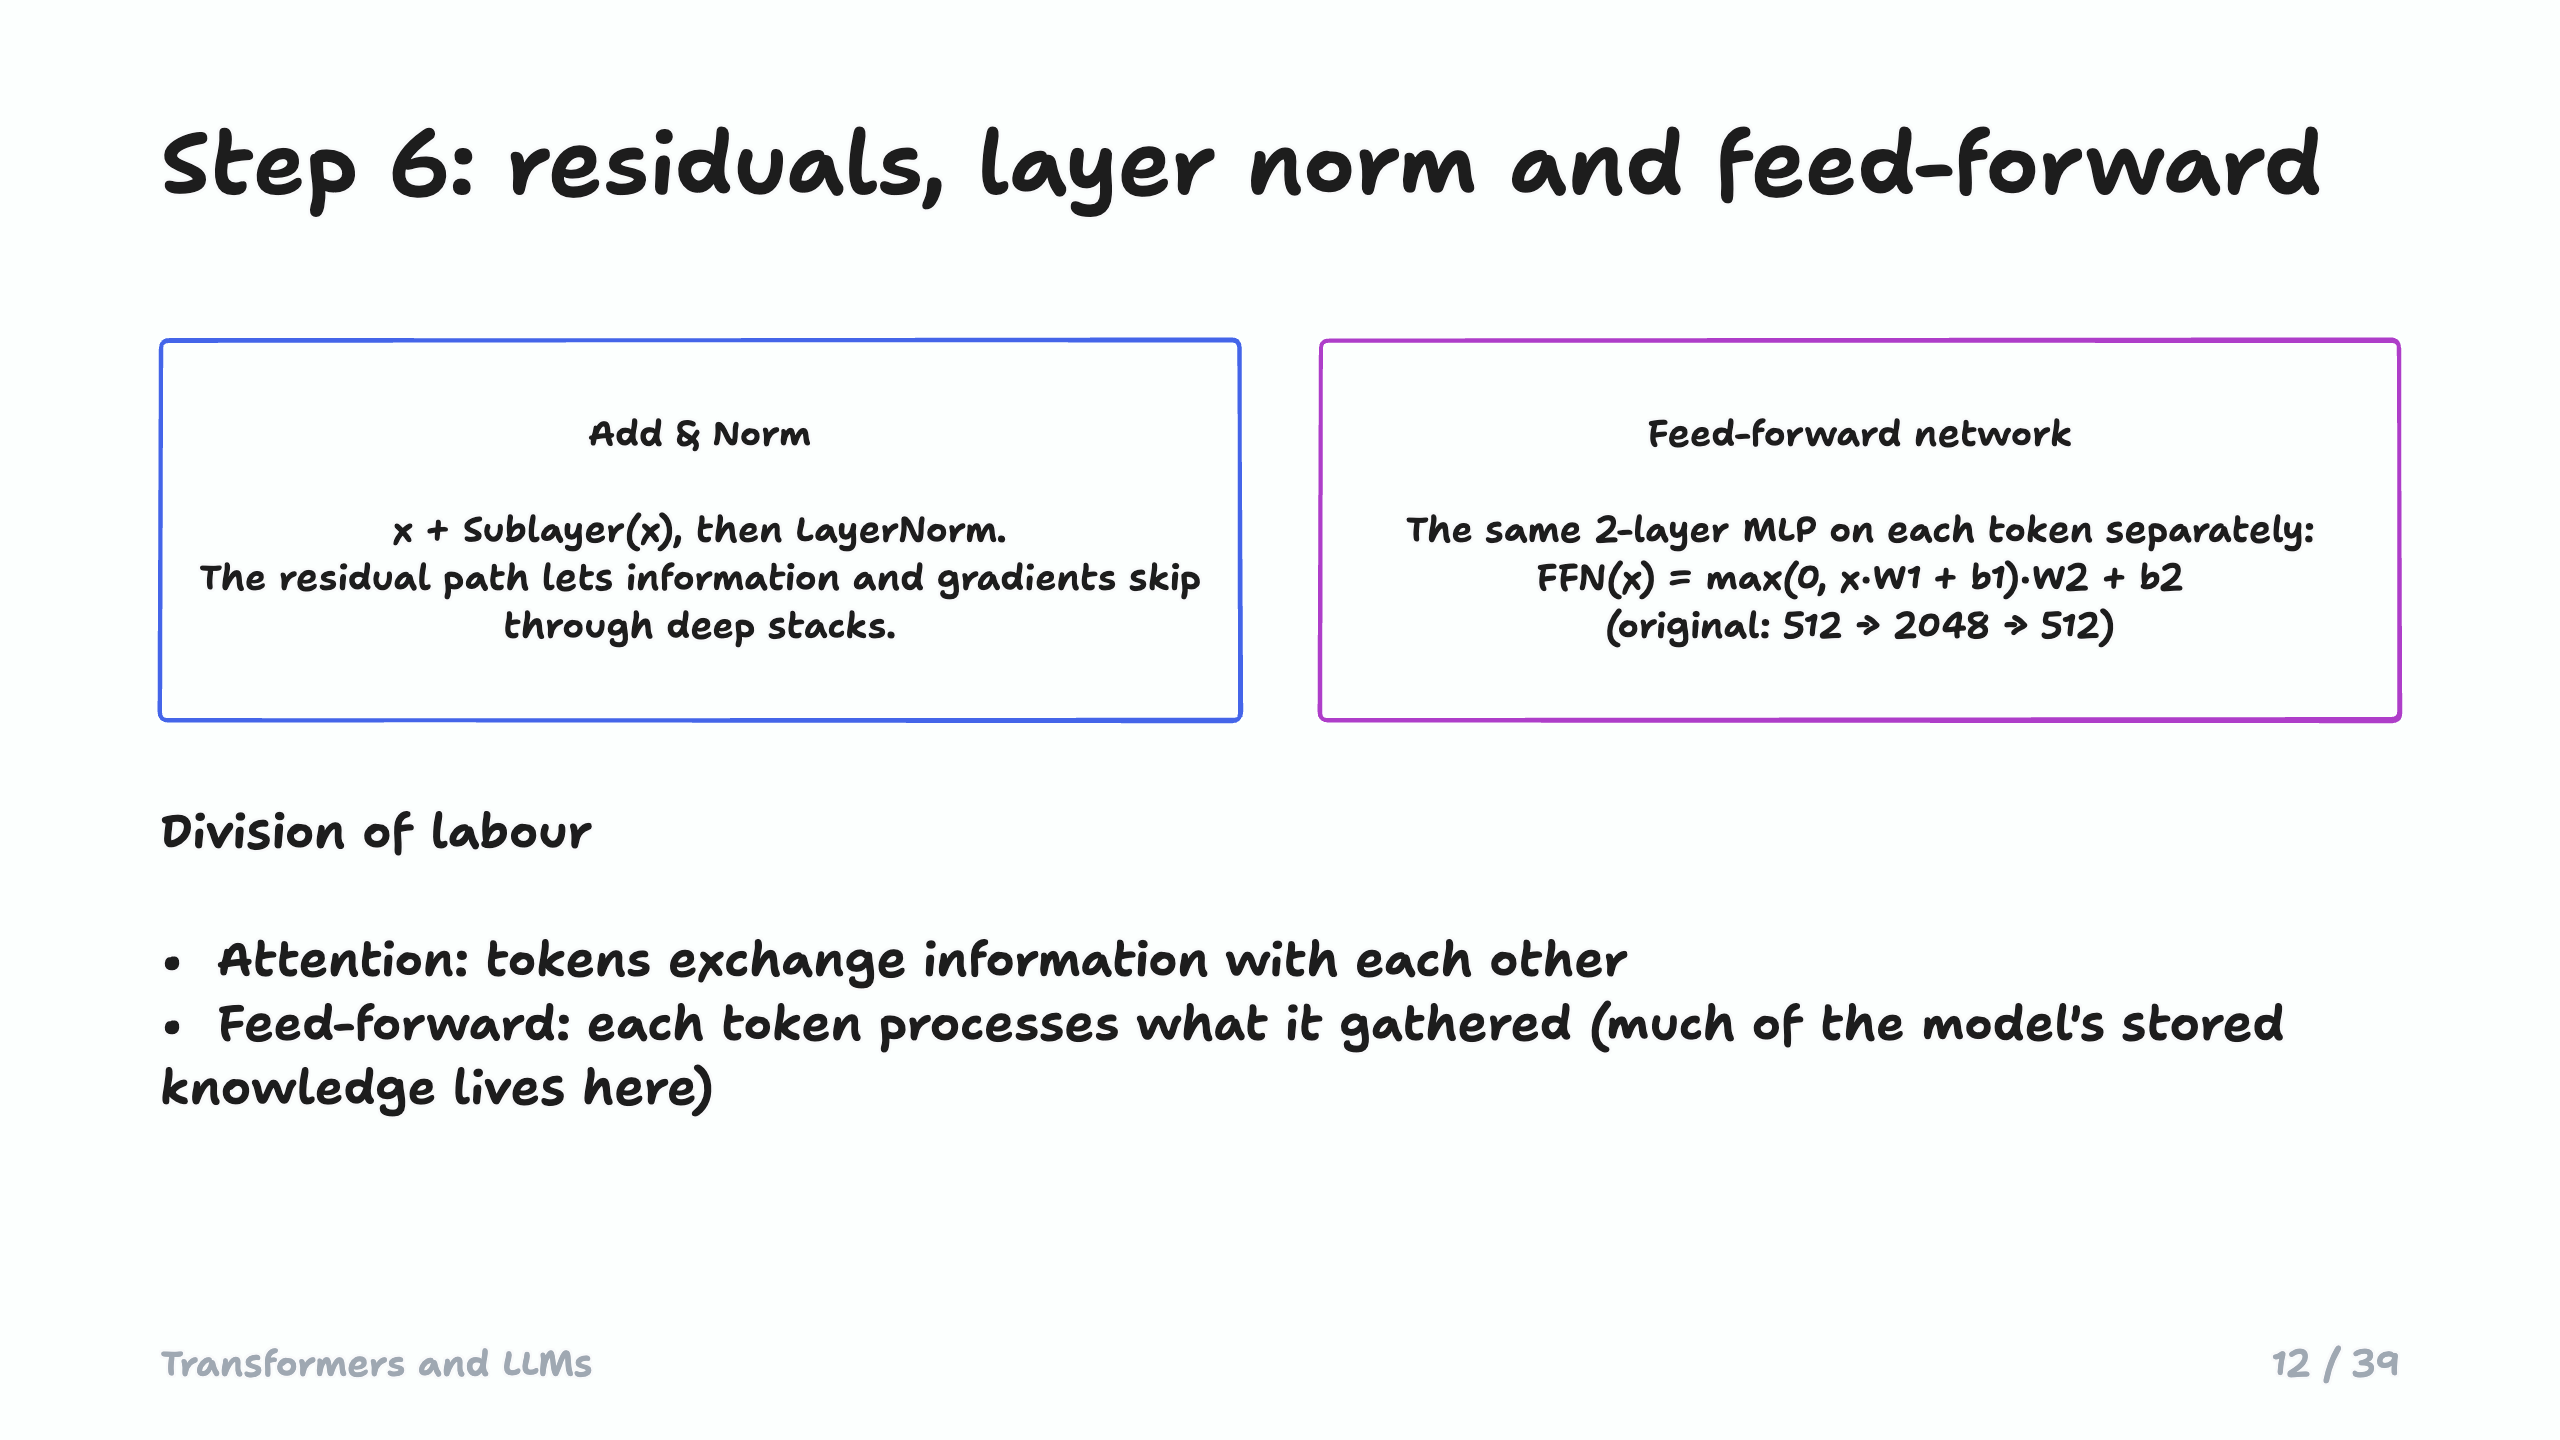 Step 6: residuals, layer norm and feed-forward
Add & Norm
x + Sublayer(x), then LayerNorm.
The residual path lets information and gradients skip
through deep stacks.
Feed-forward network
The same 2-layer MLP on each token separately:
FFN(x) = max(0, x·W1 + b1)·W2 + b2
(original: 512 → 2048 → 512)
Division of labour
• Attention: tokens exchange information with each other
• Feed-forward: each token processes what it gathered (much of the model's stored
knowledge lives here)
Transformers and LLMs
12 / 39